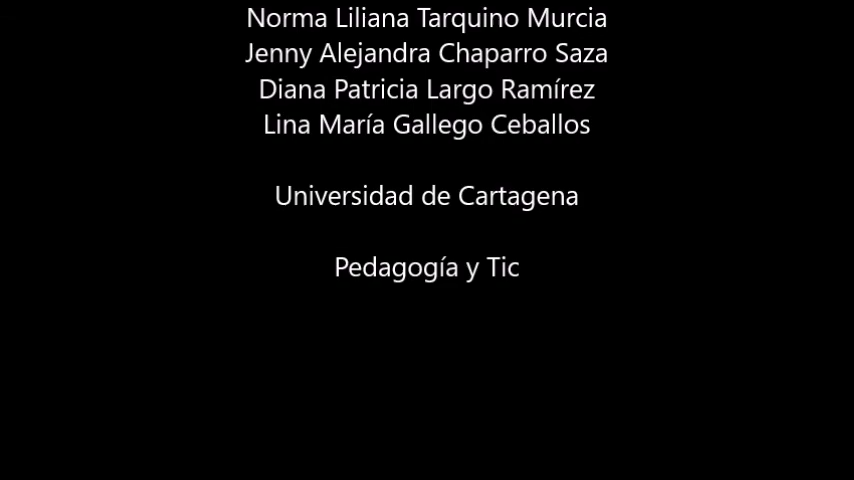 Norma Liliana Tarquino Murcia
Jenny Alejandra Chaparro Saza
Diana Patricia Largo Ramírez
Lina María Gallego Ceballos
Universidad de Cartagena
Pedagogía y Tic